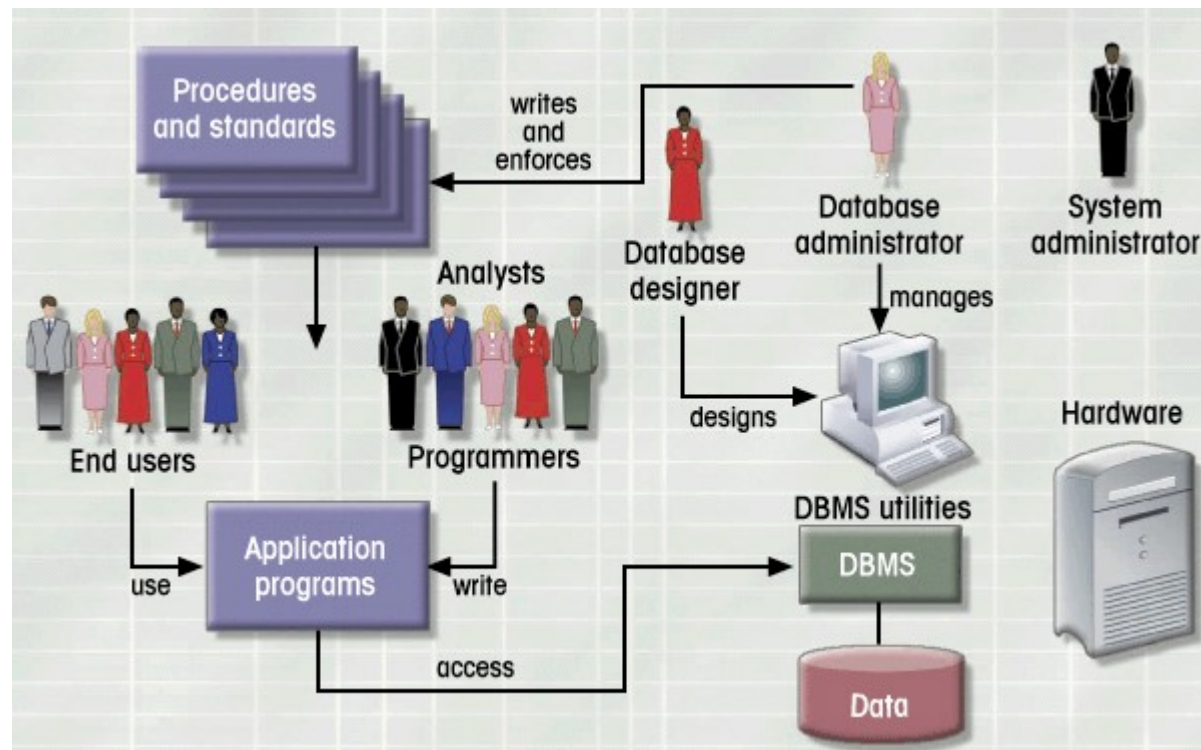 Procedures
and standards
writes
and
enforces
Database
designer
Database
administrator
System
administrator
manages
Analysts
designs
End users
Programmers
Hardware
DBMS utilities
use
Application
programs
write
DBMS
access
Data